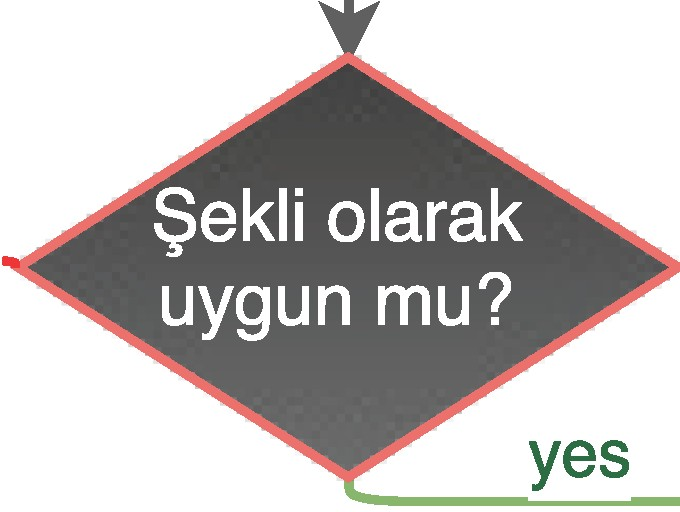 Şekli olarak
uygun mu?
yes